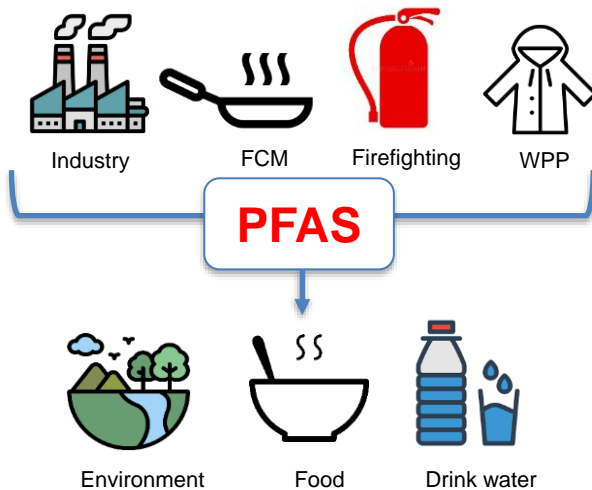 Industry
FCM
Firefighting
WPP
PFAS
Environment
Food
Drink water